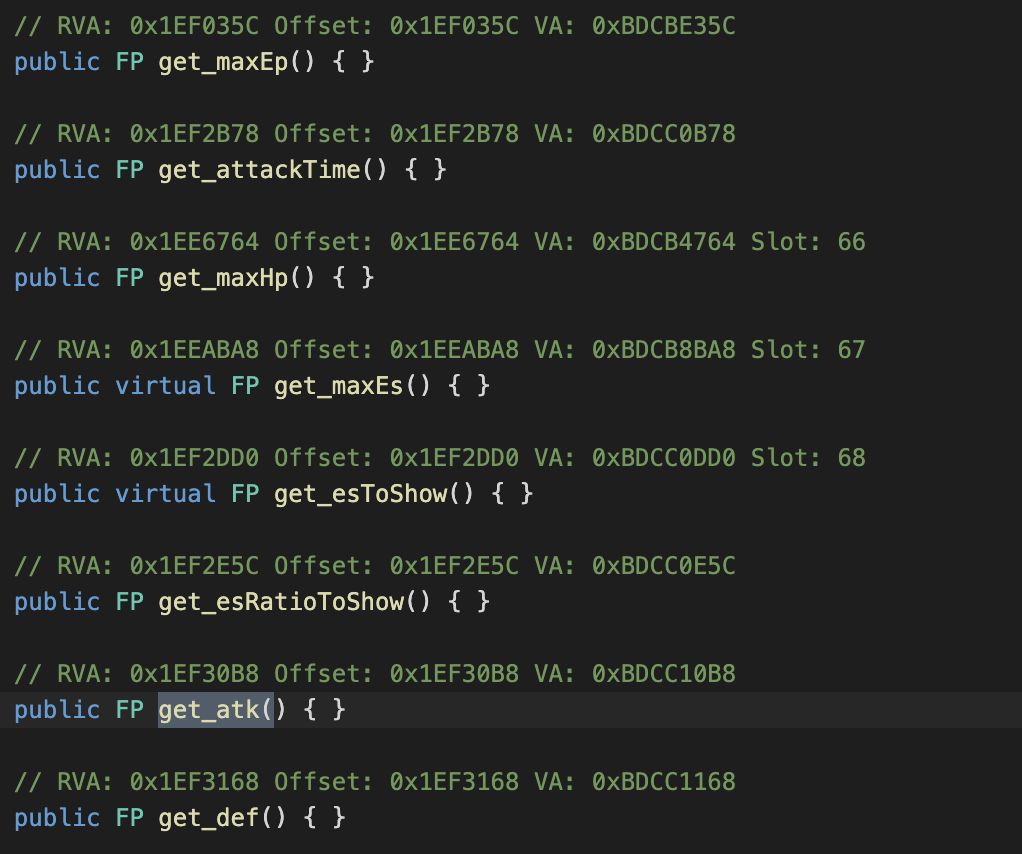 // RVA: 0x1EF035C Offset: 0x1EF035C VA: 0xBDCBE35C
public FP get_maxEp() { }
// RVA: 0x1EF2B78 Offset: 0x1EF2B78 VA: 0xBDCC0B78
public FP get_attackTime() { }
// RVA: 0x1EE6764 Offset: 0x1EE6764 VA: 0xBDCB4764 Slot: 66
public FP get_maxHp() { }
// RVA: 0x1EEABA8 Offset: 0x1EEABA8 VA: 0xBDCB8BA8 Slot: 67
public virtual FP get_maxEs() { }
// RVA: 0x1EF2DD0 Offset: 0x1EF2DD0 VA: 0xBDCC0DD0 Slot: 68
public virtual FP get_esToShow() { }
// RVA: 0x1EF2E5C Offset: 0x1EF2E5C VA: 0xBDCC0E5C
public FP get_esRatioToShow() { }
// RVA: 0x1EF30B8 Offset: 0x1EF30B8 VA: 0xBDCC10B8
public FP get_atk() { }
// RVA: 0x1EF3168 Offset: 0x1EF3168 VA: 0xBDCC1168
public FP get_def() { }